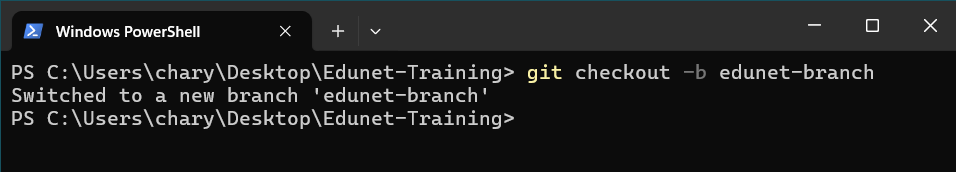 Windows PowerShell
PS C:\Users\chary\Desktop\Edunet-Training> git checkout -b edunet-branch
Switched to a new branch 'edunet-branch'
PS C:\Users\chary\Desktop\Edunet-Training>